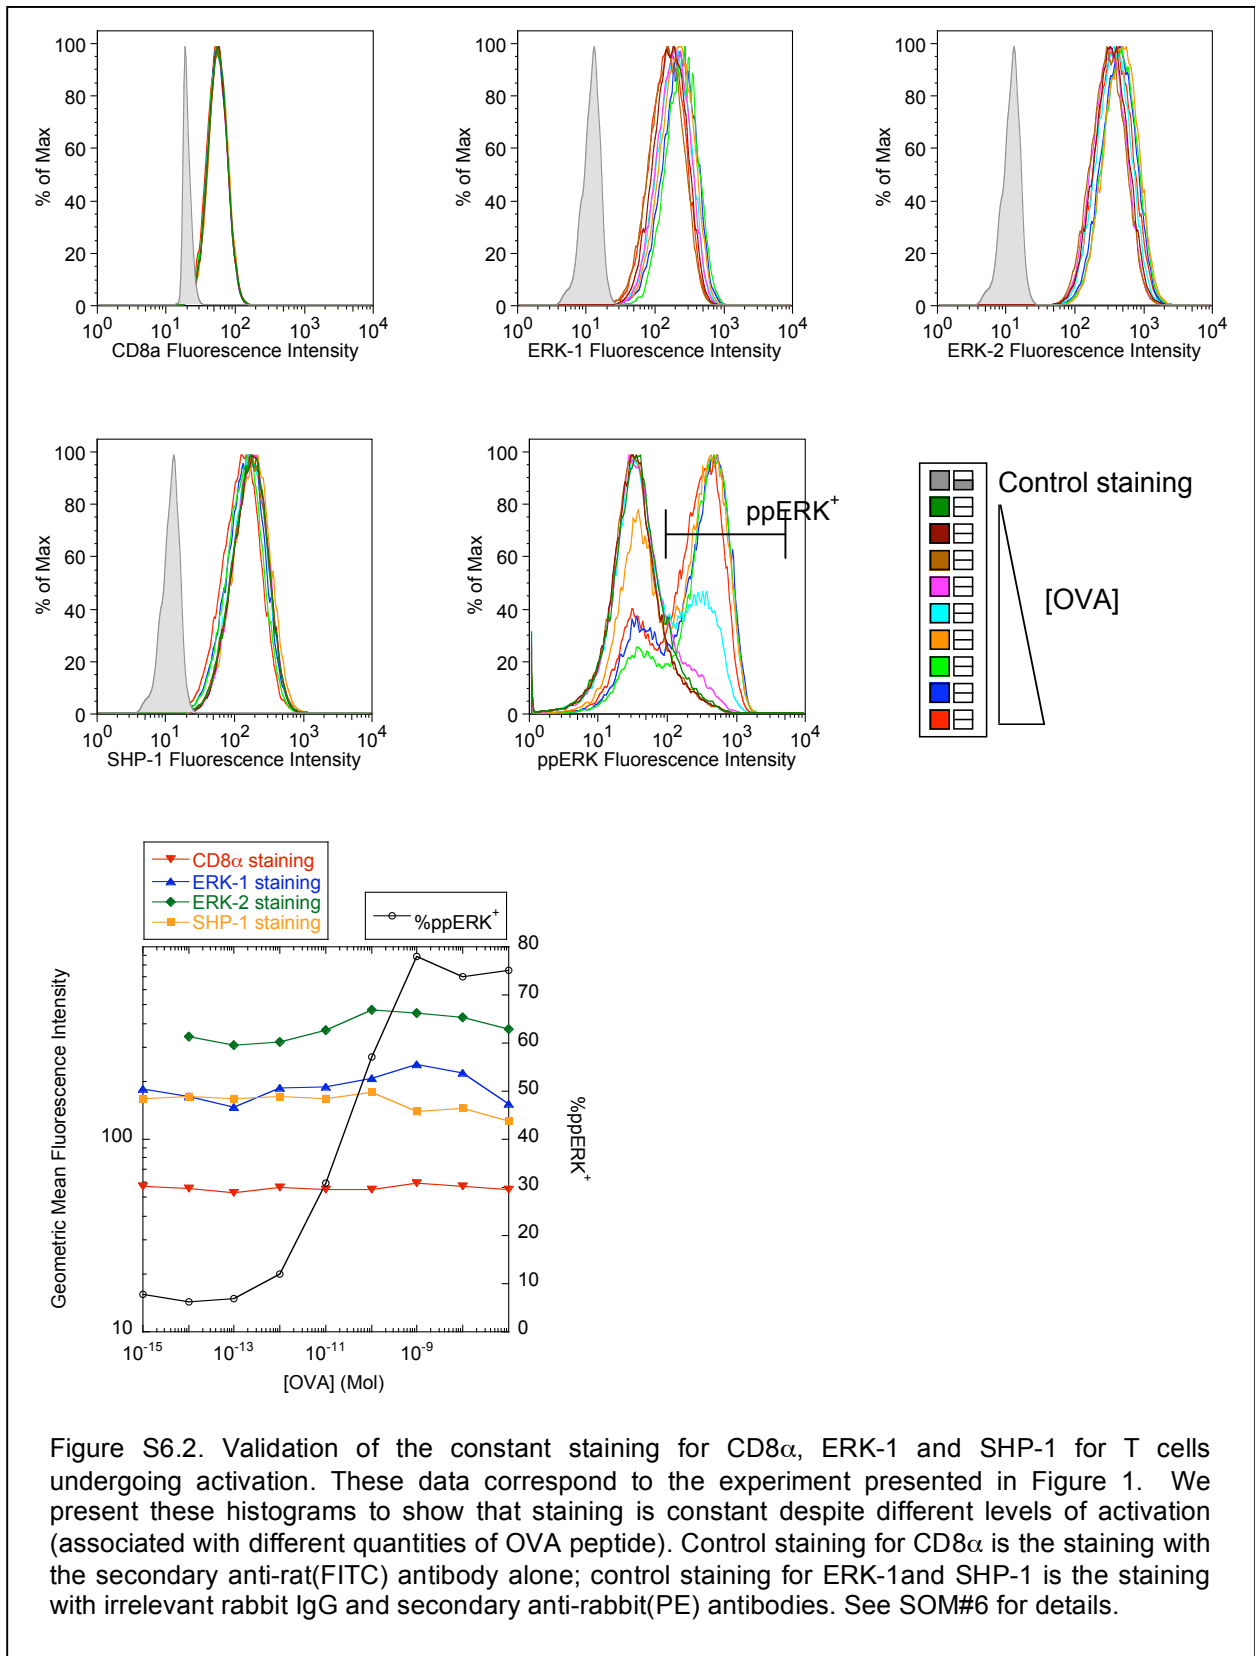 100
80
60
40
20
0
% of Max
10^0 10^1 10^2 10^3 10^4
CD8a Fluorescence Intensity
100
80
60
40
20
0
% of Max
10^0 10^1 10^2 10^3 10^4
ERK-1 Fluorescence Intensity
100
80
60
40
20
0
% of Max
10^0 10^1 10^2 10^3 10^4
ERK-2 Fluorescence Intensity
100
80
60
40
20
0
% of Max
10^0 10^1 10^2 10^3 10^4
SHP-1 Fluorescence Intensity
100
80
60
40
20
0
% of Max
ppERK^+
10^0 10^1 10^2 10^3 10^4
ppERK Fluorescence Intensity
Control staining
[OVA]
CD8α staining
ERK-1 staining
ERK-2 staining
SHP-1 staining
%ppERK^+
Geometric Mean Fluorescence Intensity
100
10
80
70
60
50
40
30
20
10
0
%ppERK^+
10^-15 10^-13 10^-11 10^-9
[OVA] (Mol)
Figure S6.2. Validation of the constant staining for CD8α, ERK-1 and SHP-1 for T cells
undergoing activation. These data correspond to the experiment presented in Figure 1. We
present these histograms to show that staining is constant despite different levels of activation
(associated with different quantities of OVA peptide). Control staining for CD8α is the staining with
the secondary anti-rat(FITC) antibody alone; control staining for ERK-1and SHP-1 is the staining
with irrelevant rabbit IgG and secondary anti-rabbit(PE) antibodies. See SOM#6 for details.